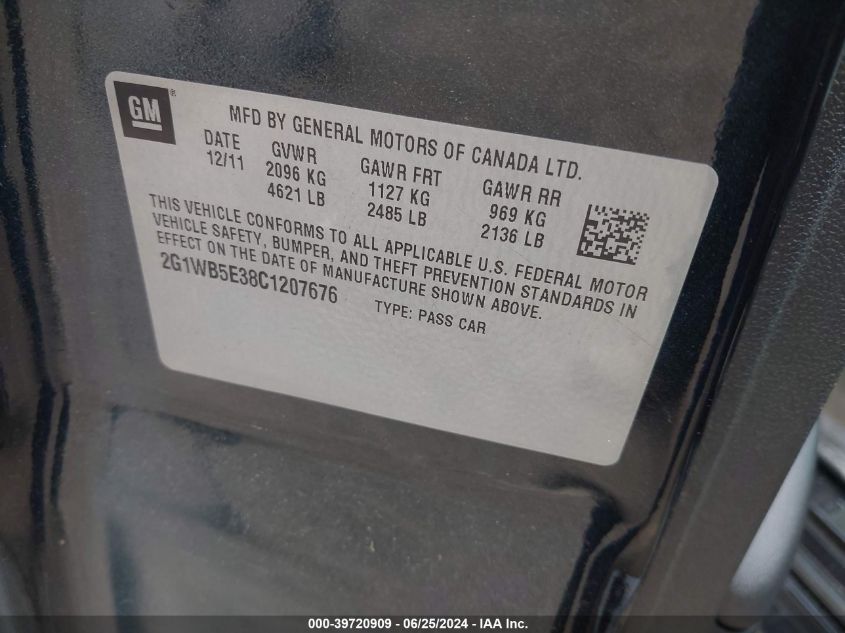 GM ®
MFD BY GENERAL MOTORS OF CANADA LTD.
DATE GVWR GAWR FRT GAWR RR
12/11 2096 KG 1127 KG 969 KG
4621 LB 2485 LB 2136 LB
THIS VEHICLE CONFORMS TO ALL APPLICABLE U.S. FEDERAL MOTOR
VEHICLE SAFETY, BUMPER, AND THEFT PREVENTION STANDARDS IN
EFFECT ON THE DATE OF MANUFACTURE SHOWN ABOVE.
2G1WB5E38C1207676 TYPE: PASS CAR
000-39720909 - 06/25/2024 - IAA Inc.